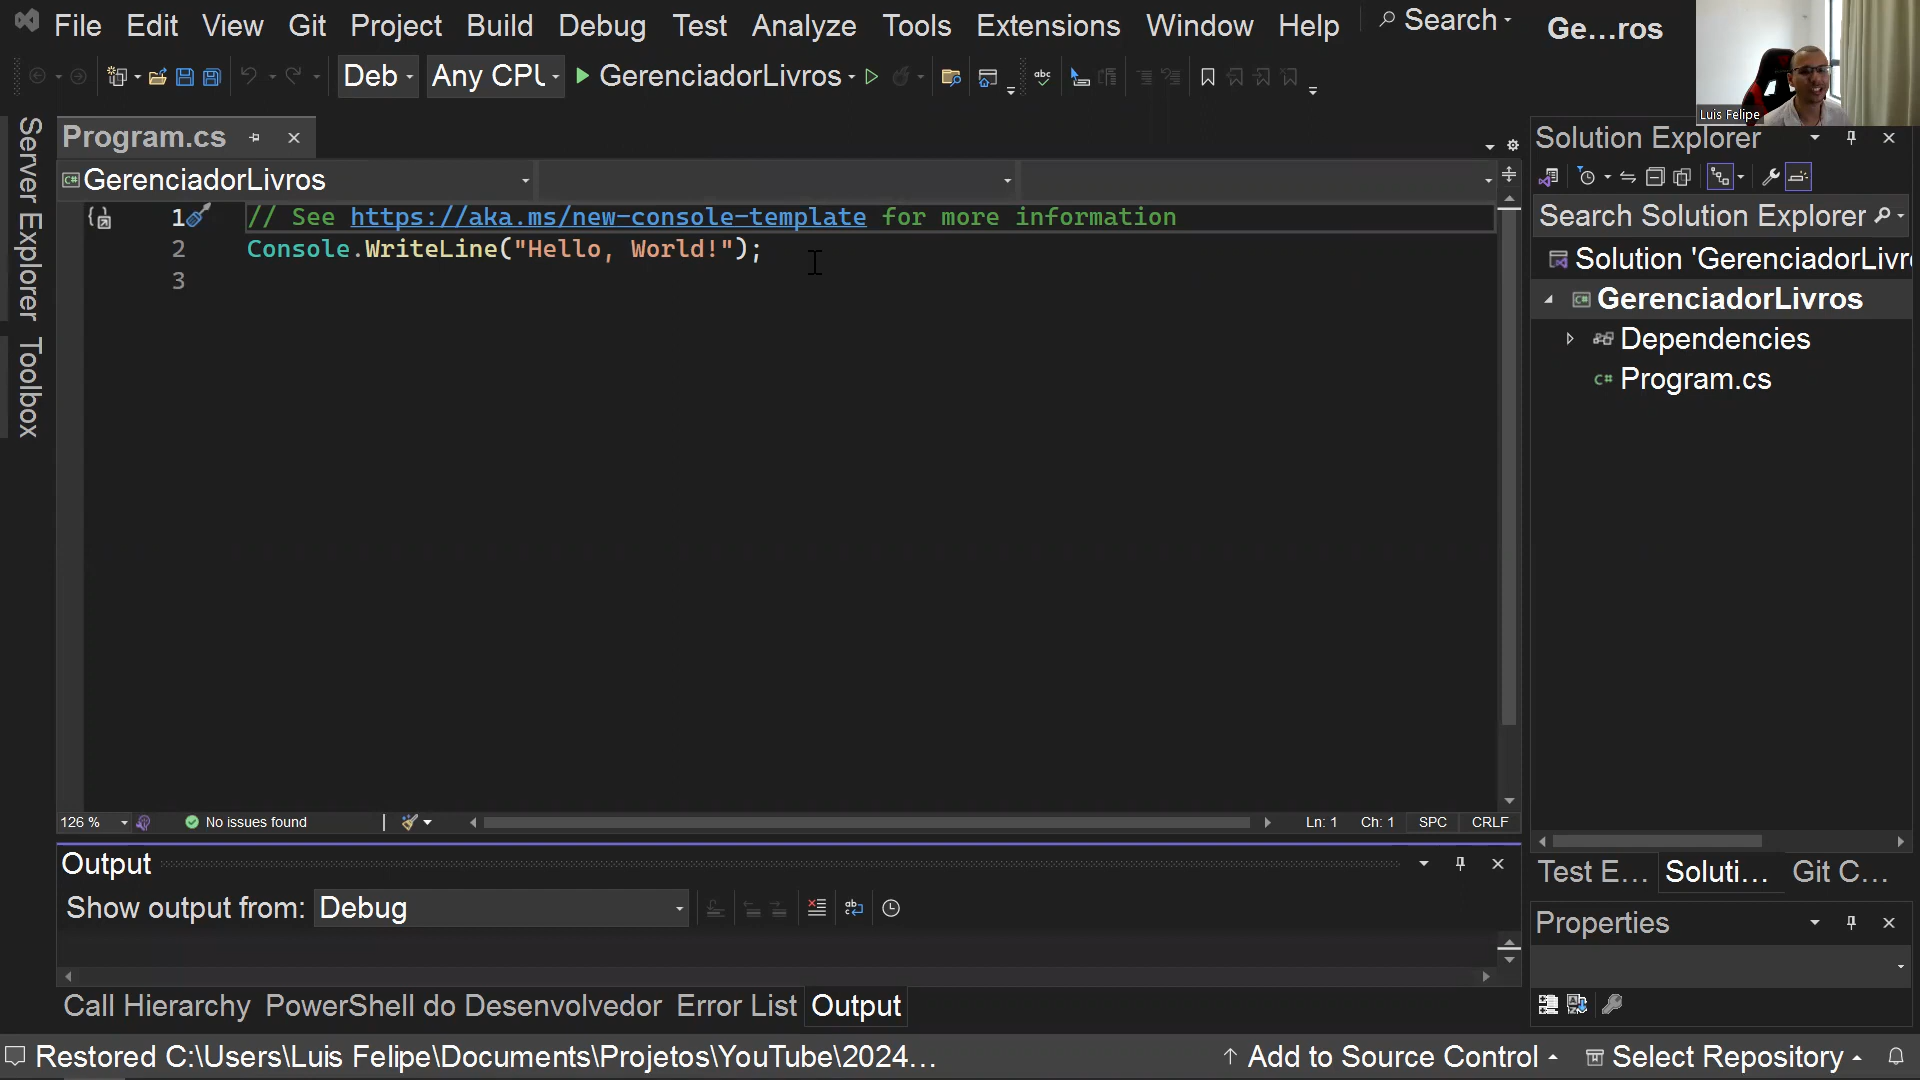 File Edit View Git Project Build Debug Test Analyze Tools Extensions Window Help Search Ge...ros
Deb Any CPU GerenciadorLivros
Luis Felipe
Server Explorer
Toolbox
Program.cs
GerenciadorLivros
1 // See https://aka.ms/new-console-template for more information
2 Console.WriteLine("Hello, World!");
3
126 % No issues found Ln: 1 Ch: 1 SPC CRLF
Output
Show output from: Debug
Call Hierarchy PowerShell do Desenvolvedor Error List Output
Solution Explorer
Search Solution Explorer
Solution 'GerenciadorLivr
GerenciadorLivros
Dependencies
C# Program.cs
Test E... Soluti... Git C...
Properties
Restored C:\Users\Luis Felipe\Documents\Projetos\YouTube\2024... Add to Source Control Select Repository